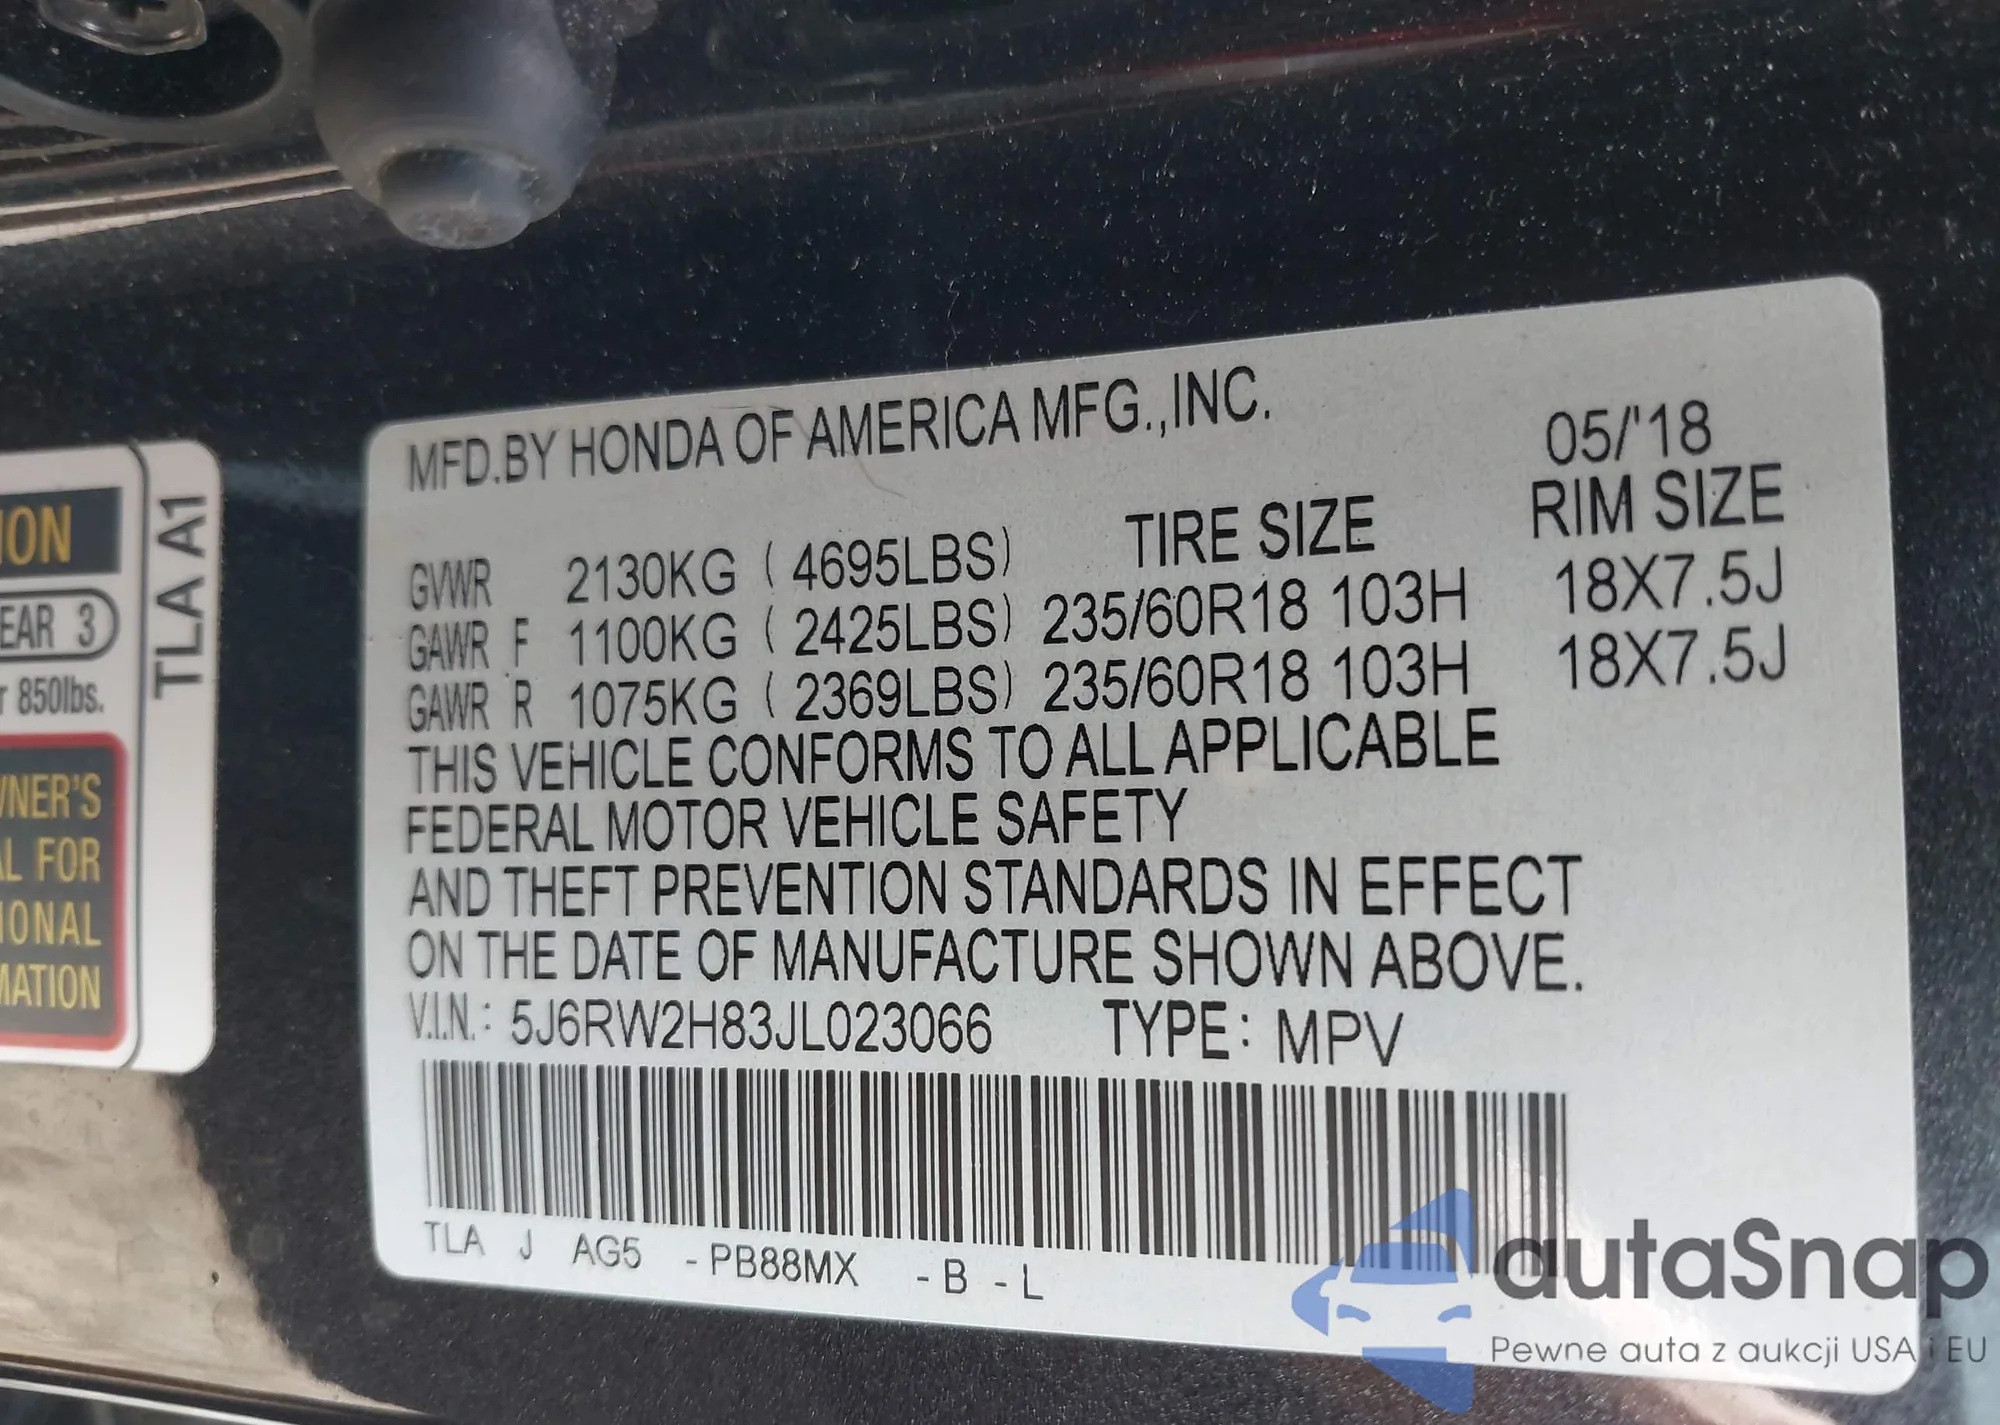 MFD.BY HONDA OF AMERICA MFG.,INC. 05/'18
TIRE SIZE RIM SIZE
GVWR 2130KG (4695LBS)
GAWR F 1100KG (2425LBS) 235/60R18 103H 18X7.5J
GAWR R 1075KG (2369LBS) 235/60R18 103H 18X7.5J
THIS VEHICLE CONFORMS TO ALL APPLICABLE
FEDERAL MOTOR VEHICLE SAFETY
AND THEFT PREVENTION STANDARDS IN EFFECT
ON THE DATE OF MANUFACTURE SHOWN ABOVE.
V.I.N.: 5J6RW2H83JL023066 TYPE: MPV
TLA J AG5 -PB88MX -B -L
TLA A1
ION
EAR 3
r 850lbs.
WNER'S
AL FOR
IONAL
MATION
autaSnap
Pewne auta z aukcji USA i EU